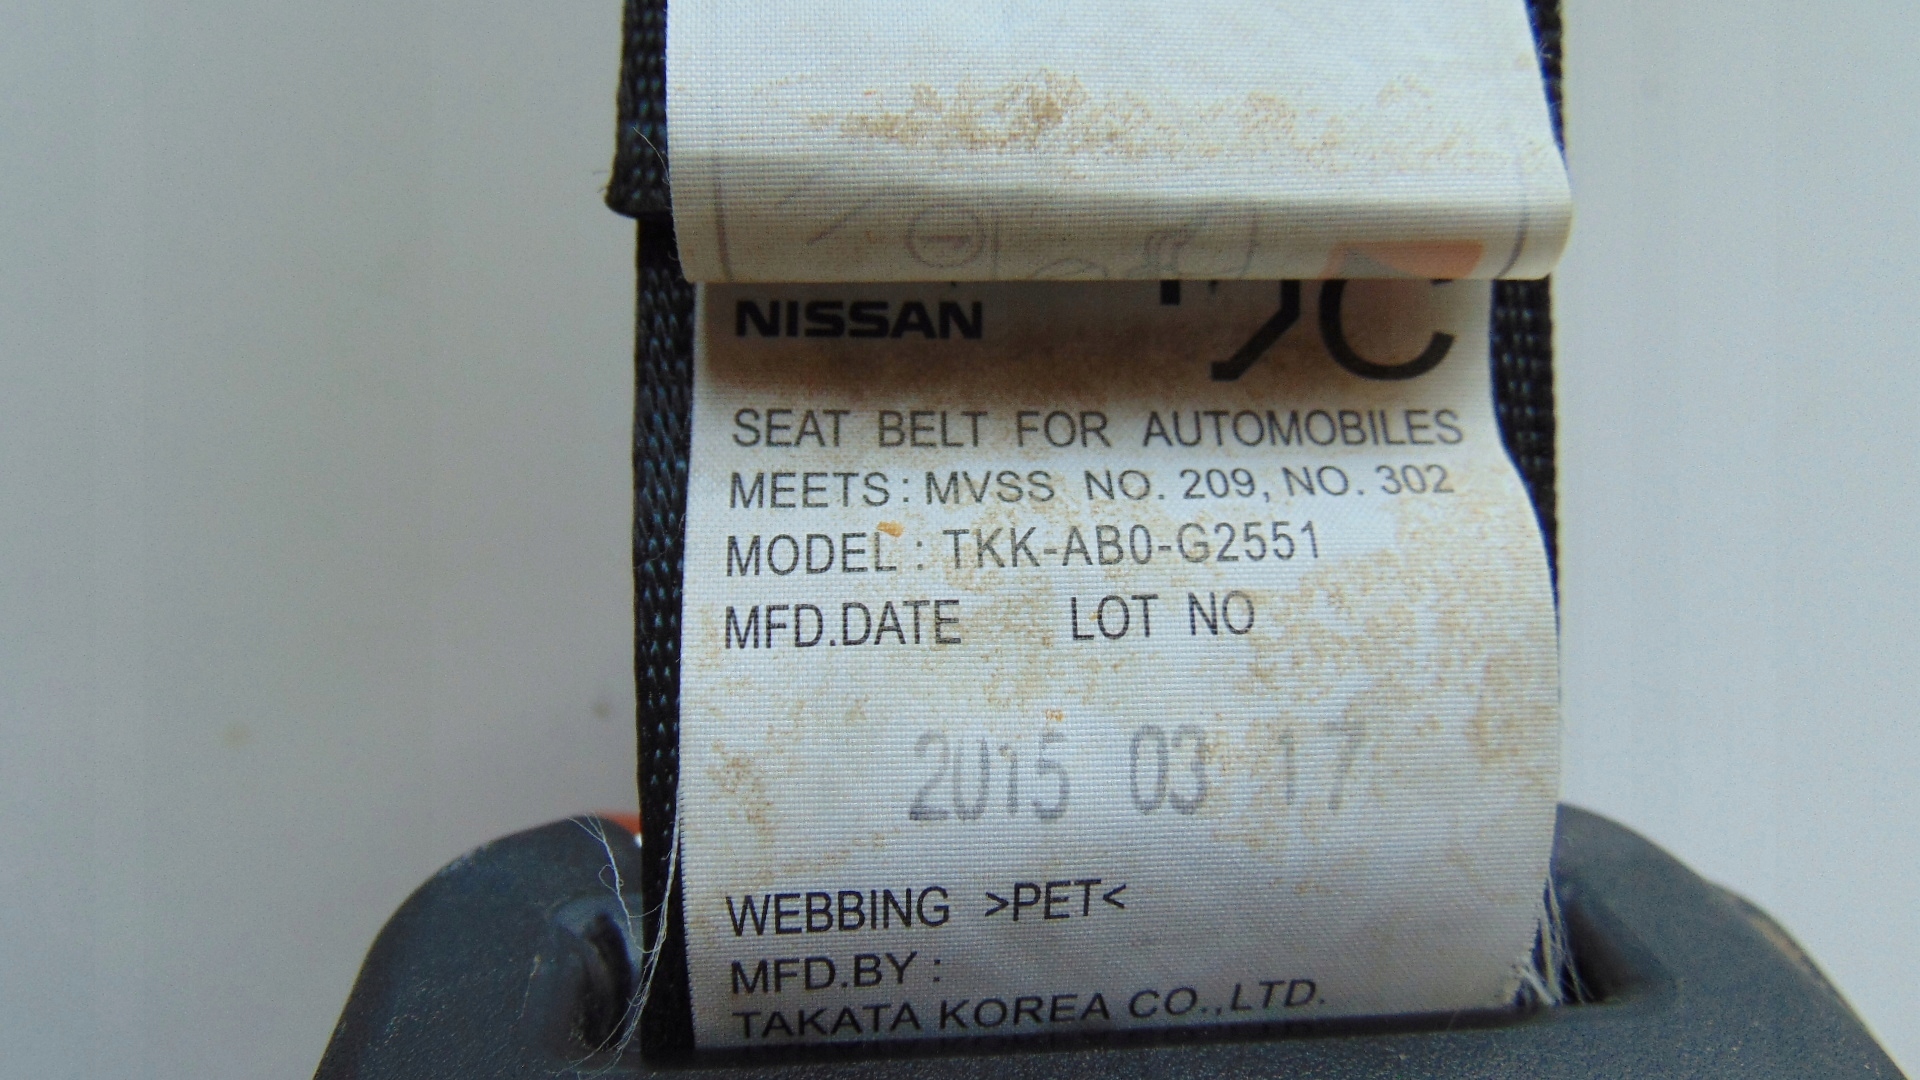 NISSAN
SEAT BELT FOR AUTOMOBILES
MEETS: MVSS NO. 209, NO. 302
MODEL : TKK-AB0-G2551
MFD.DATE LOT NO
2015 03 17
WEBBING >PET<
MFD.BY :
TAKATA KOREA CO.,LTD.